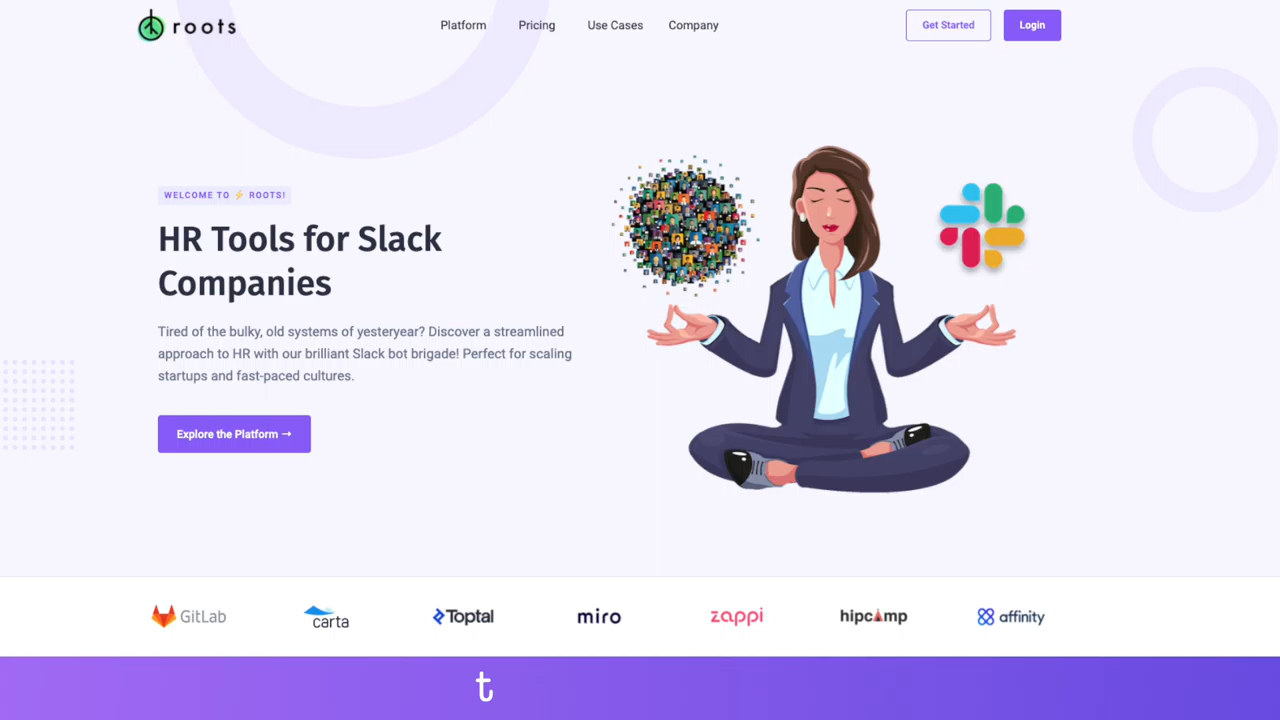 roots
Platform
Pricing
Use Cases
Company
Get Started
Login
WELCOME TO ⚡ ROOTS!
HR Tools for Slack
Companies
Tired of the bulky, old systems of yesteryear? Discover a streamlined
approach to HR with our brilliant Slack bot brigade! Perfect for scaling
startups and fast-paced cultures.
Explore the Platform →
GitLab
carta
Toptal
miro
zappi
hipcamp
affinity
t